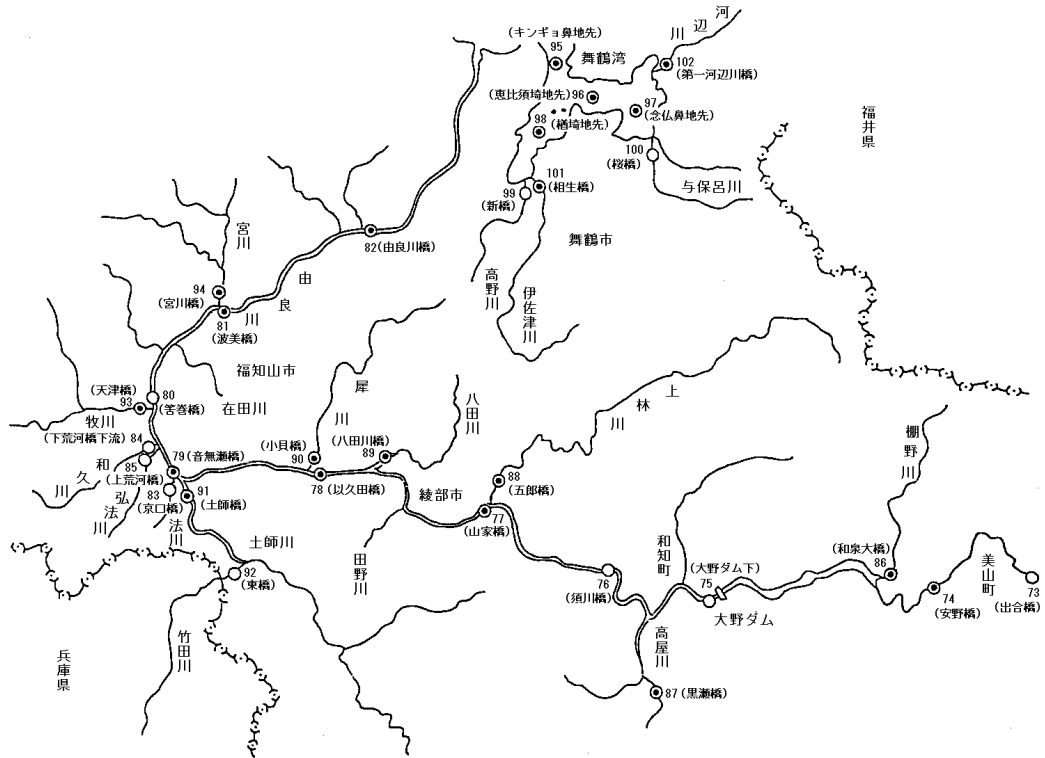 河辺川
(キンギョ鼻地先)
95
舞鶴湾
102
(第一河辺川橋)
(恵比須埼地先) 96
97
(念仏鼻地先)
98
(楢埼地先)
福井県
100
(桜橋)
101
(相生橋)
99
(新橋)
与保呂川
宮川
82(由良川橋)
舞鶴市
高野川
伊佐津川
94
(宮川橋)
由良川
81
(波美橋)
福知山市
(天津橋)
93
80
(筈巻橋)
在田川
牧川
犀川
八田川
上林川
棚野川
(下荒河橋下流)
84
85
(上荒河橋)
79(音無瀬橋)
(小貝橋)
90
(八田川橋)
89
和久川
弘法川
83
(京口橋)
91
(土師橋)
法川
78 (以久田橋)
綾部市
88
(五郎橋)
77
(山家橋)
土師川
92
(東橋)
田野川
竹田川
76
(須川橋)
和知町
(大野ダム下)
75
大野ダム
(和泉大橋)
86
美山町
74
(安野橋)
73
(出合橋)
高屋川
87(黒瀬橋)
兵庫県